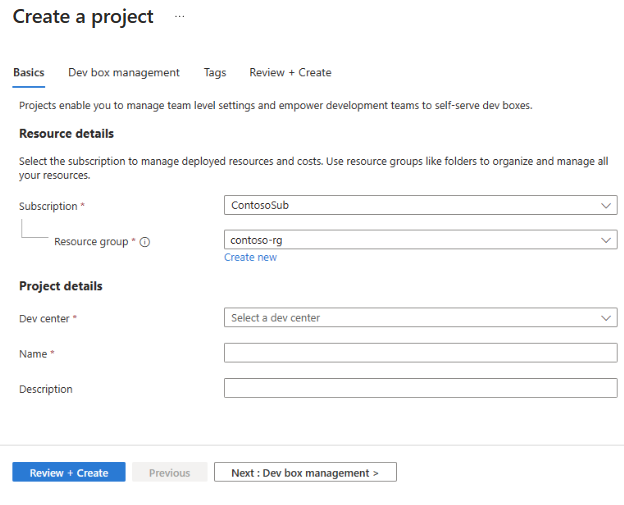 Create a project ...
Basics Dev box management Tags Review + Create
Projects enable you to manage team level settings and empower development teams to self-serve dev boxes.
Resource details
Select the subscription to manage deployed resources and costs. Use resource groups like folders to organize and manage all
your resources.
Subscription * ContosoSub
Resource group * contoso-rg
Create new
Project details
Dev center * Select a dev center
Name *
Description
Review + Create Previous Next : Dev box management >